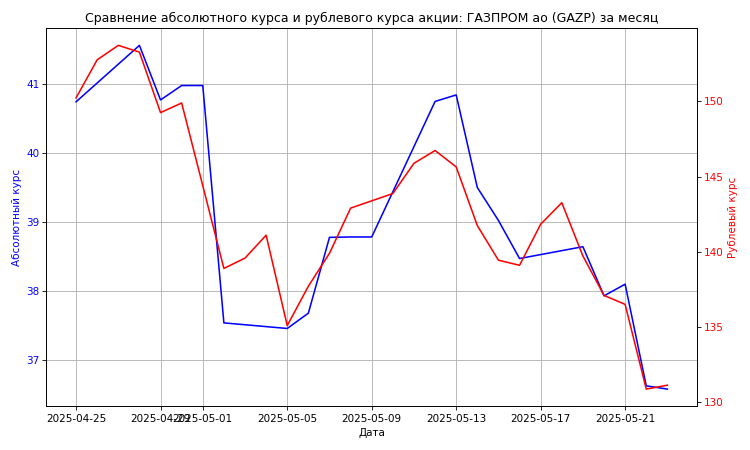 Сравнение абсолютного курса и рублевого курса акции: ГАЗПРОМ ао (GAZP) за месяц
41
40
39
38
37
Абсолютный курс
150
145
140
135
130
Рублевый курс
2025-04-25 2025-04-29 2025-05-01 2025-05-05 2025-05-09 2025-05-13 2025-05-17 2025-05-21
Дата